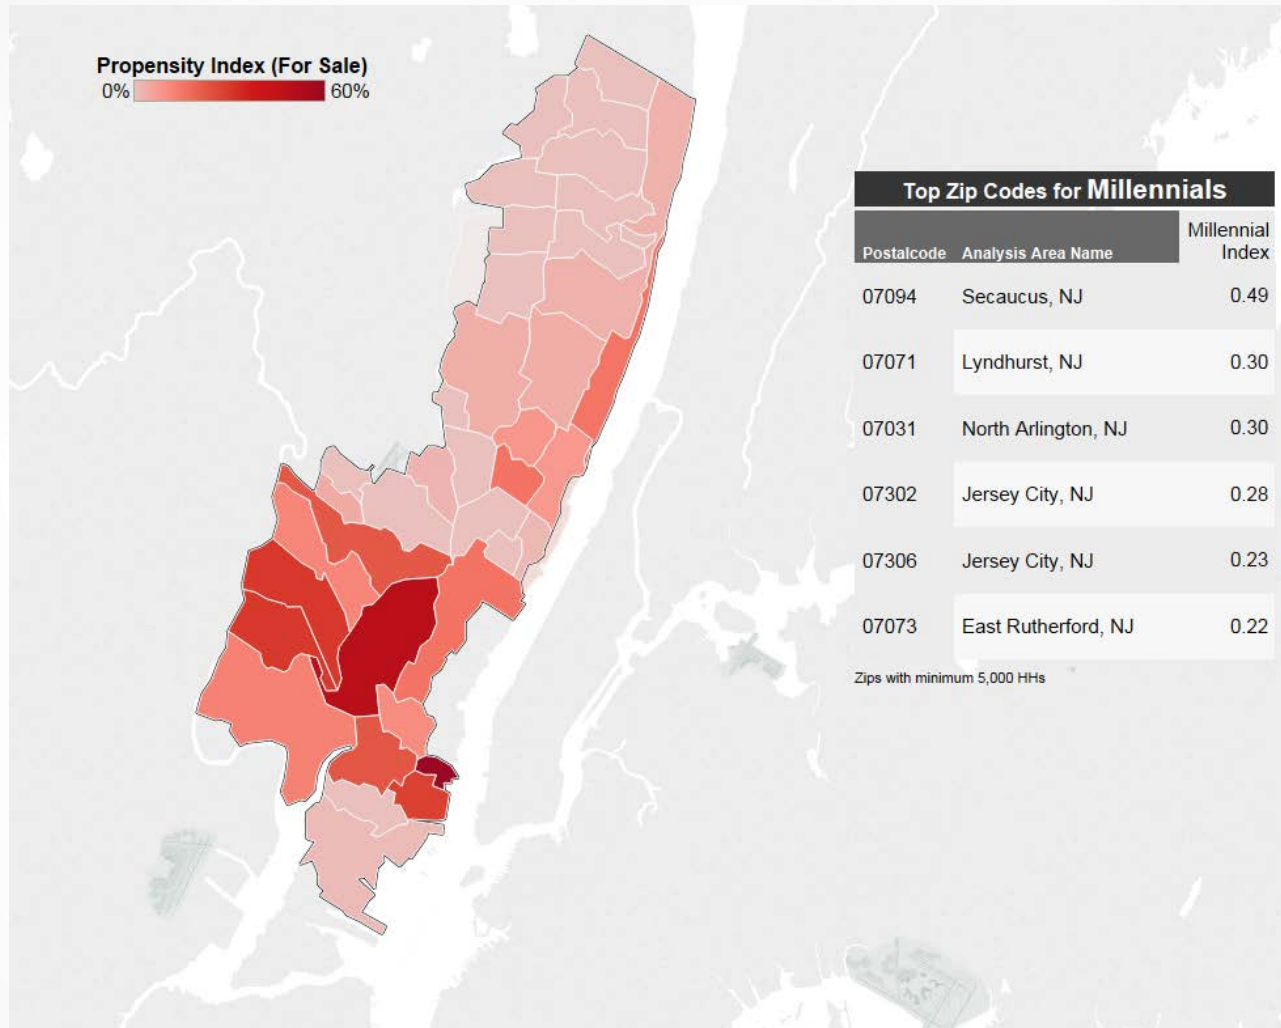 Propensity Index (For Sale)
0% 60%
Top Zip Codes for Millennials
Postalcode Analysis Area Name Millennial Index
07094 Secaucus, NJ 0.49
07071 Lyndhurst, NJ 0.30
07031 North Arlington, NJ 0.30
07302 Jersey City, NJ 0.28
07306 Jersey City, NJ 0.23
07073 East Rutherford, NJ 0.22
Zips with minimum 5,000 HHs